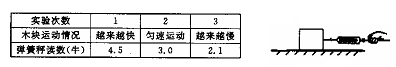 实验次数 1 2 3
木块运动情况 越来越快 匀速运动 越来越慢
弹簧秤读数(牛) 4.5 3.0 2.1